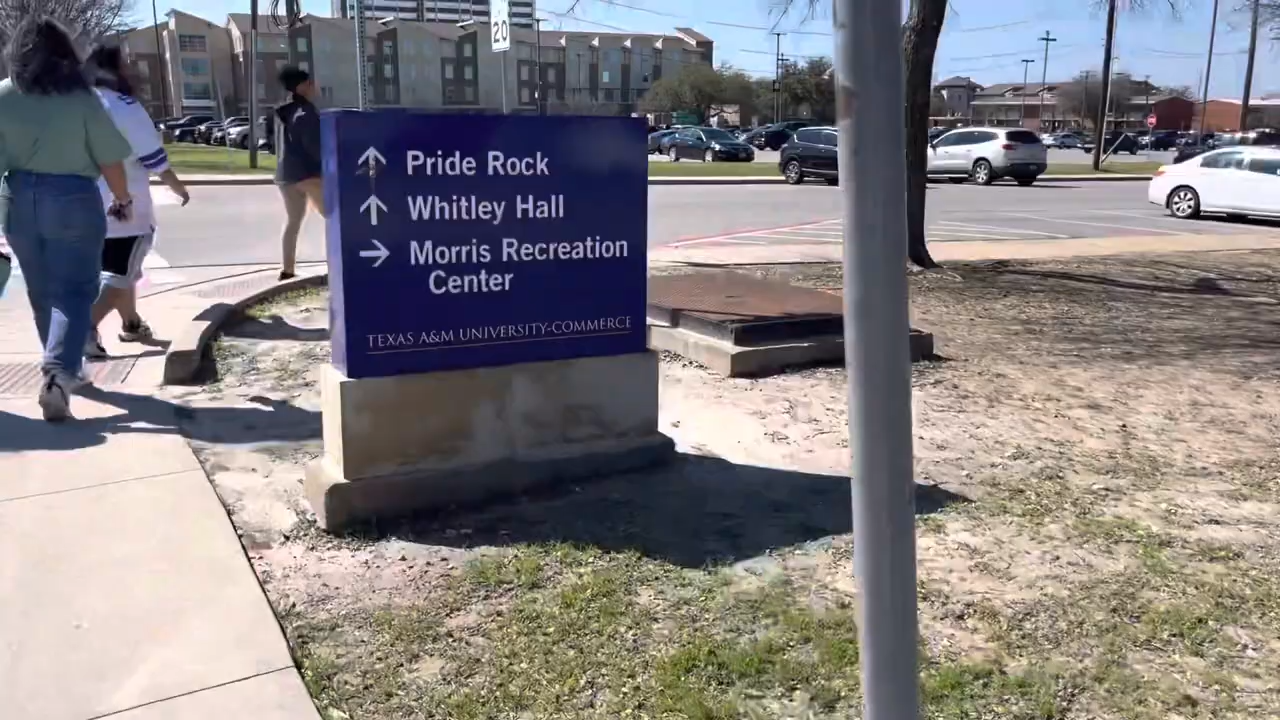 20
↑ Pride Rock
↑ Whitley Hall
→ Morris Recreation
Center
TEXAS A&M UNIVERSITY-COMMERCE